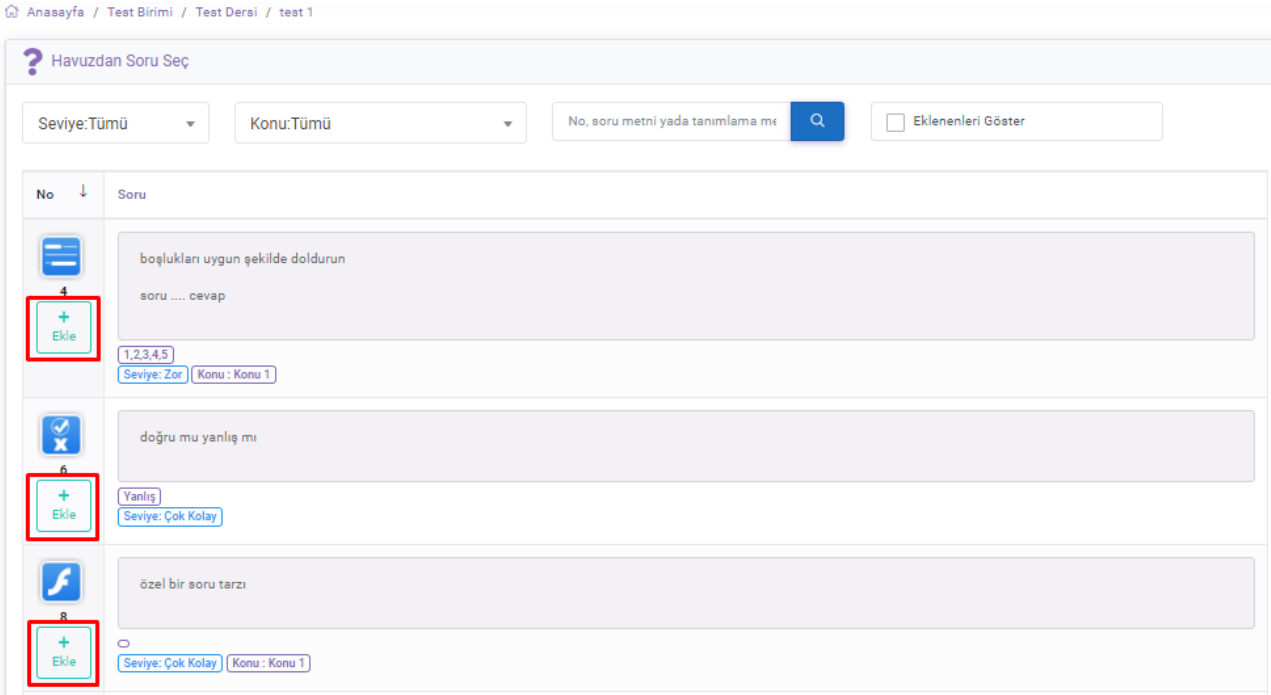 Anasayfa / Test Birimi / Test Dersi / test 1
Havuzdan Soru Seç
Seviye:Tümü Konu:Tümü No, soru metni yada tanımlama me Eklenenleri Göster
No ↓ Soru
boşlukları uygun şekilde doldurun
soru .... cevap
4
+
Ekle
1,2,3,4,5
Seviye: Zor Konu : Konu 1
doğru mu yanlış mı
6
+
Ekle
Yanlış
Seviye: Çok Kolay
özel bir soru tarzı
8
+
Ekle
Seviye: Çok Kolay Konu : Konu 1